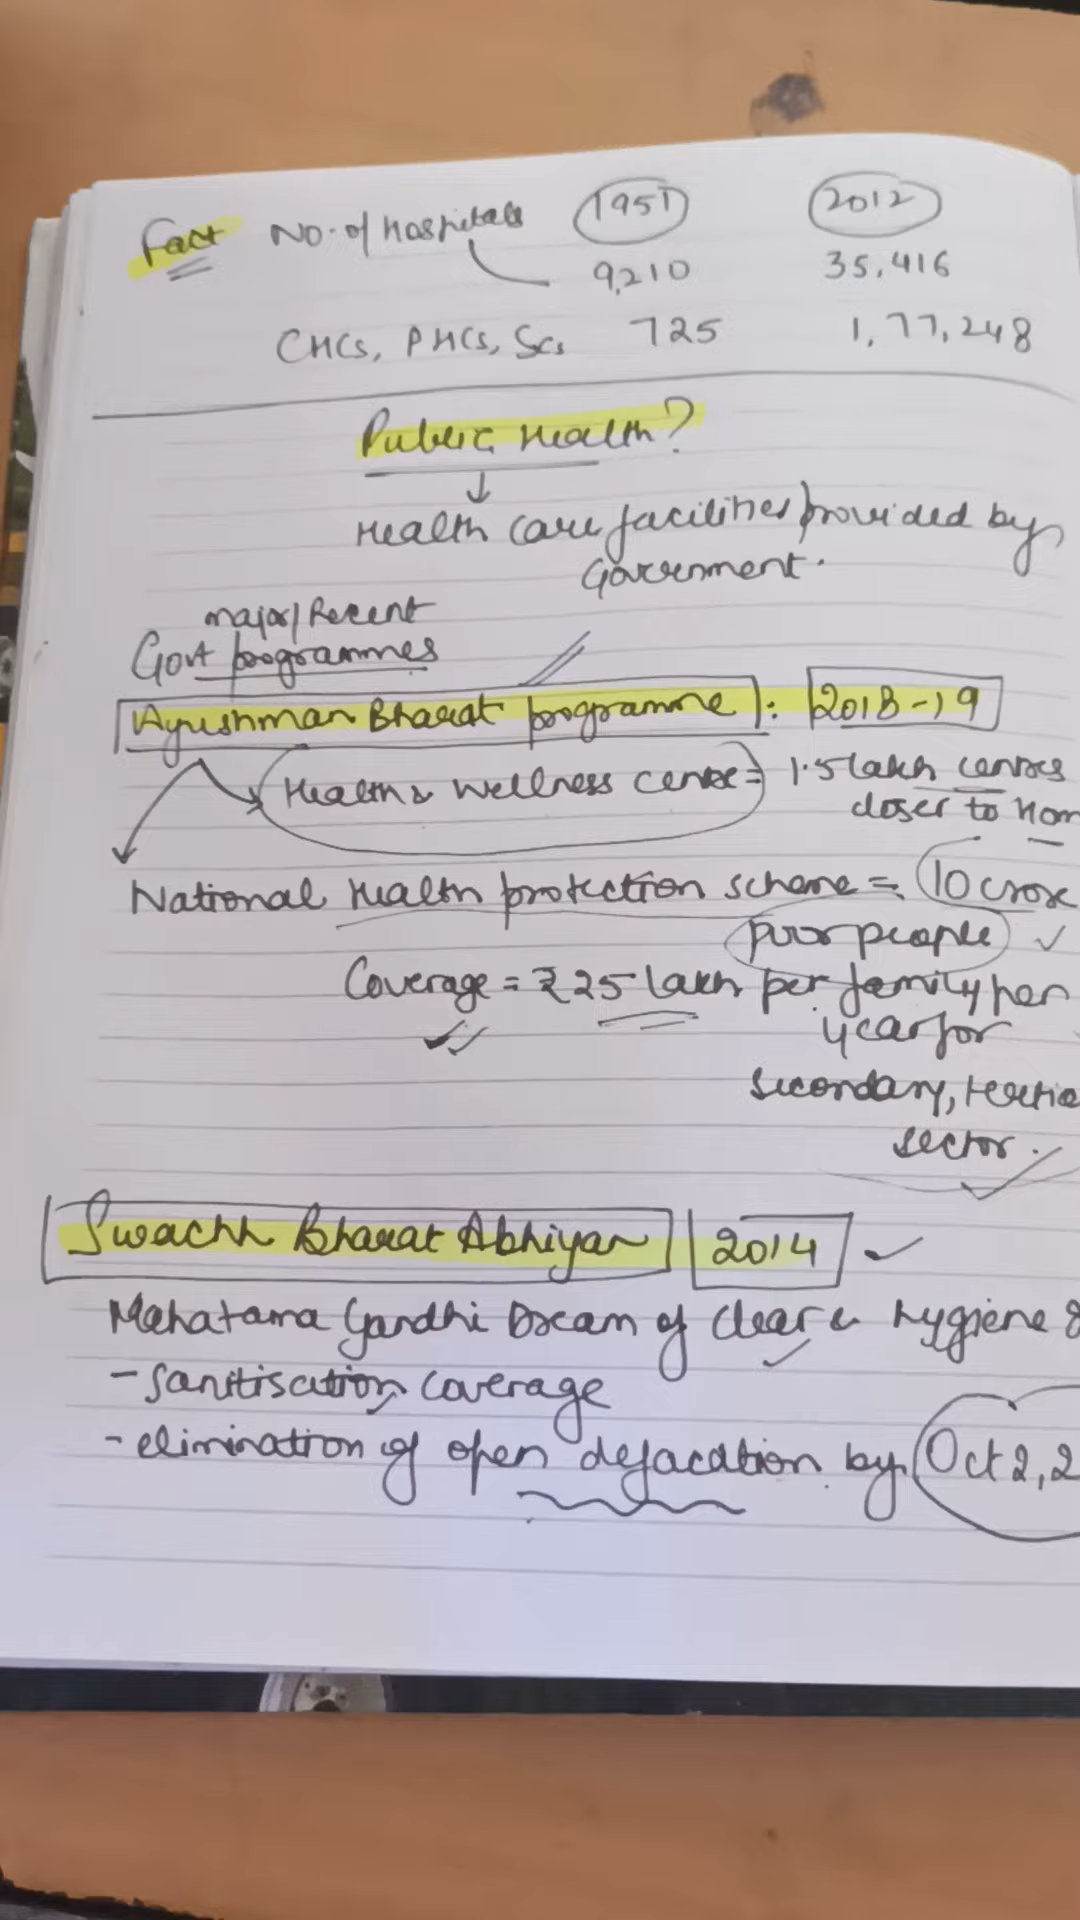 Fact No. of Hospitals 1951 2012
9,210 35,416
CHCs, PHCs, SCs 725 1,77,248
Public Health?
Health care facilities provided by
Government.
major/Recent
Govt programmes
Ayushman Bharat programme : 2018-19
Health & Wellness centre = 1.5 lakh centres
closer to Hom
National Health protection scheme = 10 crore
poor people
Coverage = ₹25 lakh per family per
year for
secondary, tertia
sector.
Swachh Bharat Abhiyan 2014
Mahatama Gandhi Dream of clear & hygiene &
- Sanitisation coverage
- elimination of open defacation by Oct 2, 2